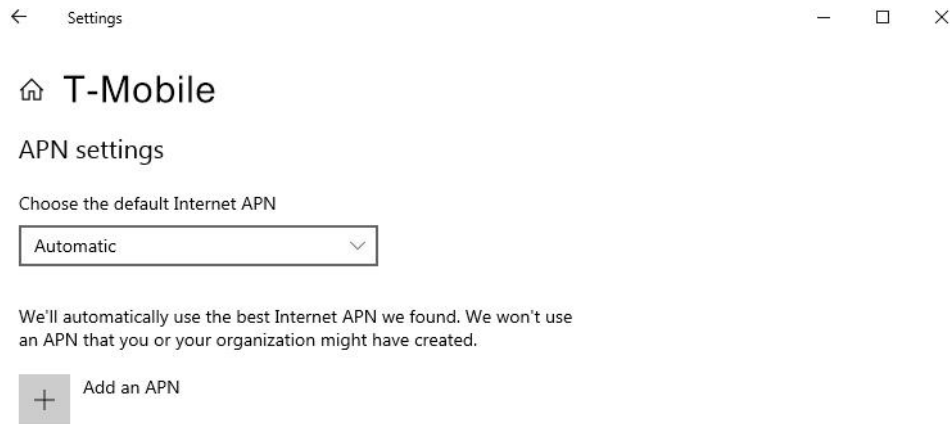 Settings
T-Mobile
APN settings
Choose the default Internet APN
Automatic
We'll automatically use the best Internet APN we found. We won't use
an APN that you or your organization might have created.
Add an APN